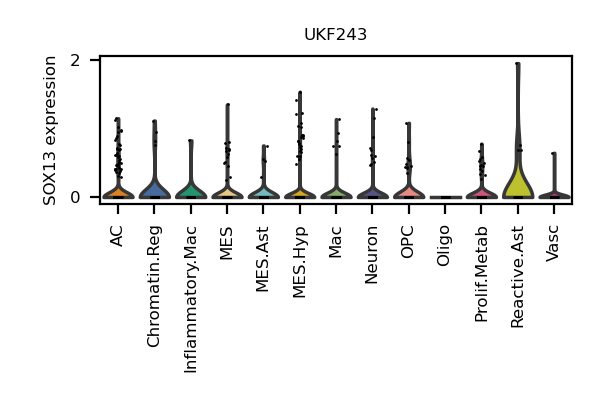 UKF243
SOX13 expression
2
0
AC
Chromatin.Reg
Inflammatory.Mac
MES
MES.Ast
MES.Hyp
Mac
Neuron
OPC
Oligo
Prolif.Metab
Reactive.Ast
Vasc